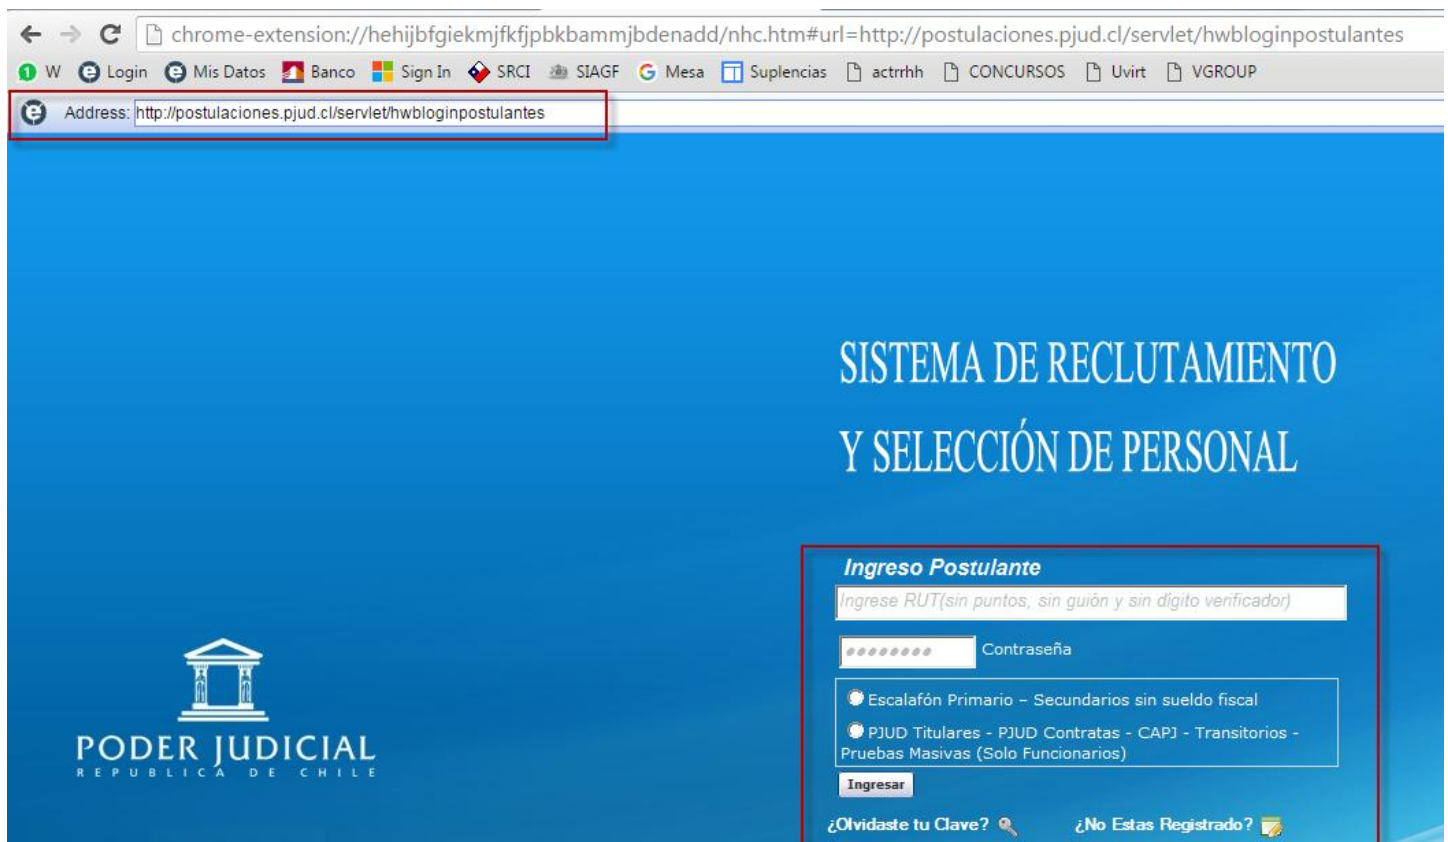 chrome-extension://hehijbfgiekmjfkfjpbkbammjbdenadd/nhc.htm#url=http://postulaciones.pjud.cl/servlet/hwbloginpostulantes
W Login Mis Datos Banco Sign In SRCI SIAGF Mesa Suplencias actrrhh CONCURSOS Uvirt VGROUP
Address: http://postulaciones.pjud.cl/servlet/hwbloginpostulantes
SISTEMA DE RECLUTAMIENTO
Y SELECCIÓN DE PERSONAL
Ingreso Postulante
Ingrese RUT(sin puntos, sin guión y sin dígito verificador)
Contraseña
Escalafón Primario – Secundarios sin sueldo fiscal
PJUD Titulares - PJUD Contratas - CAPJ - Transitorios -
Pruebas Masivas (Solo Funcionarios)
Ingresar
¿Olvidaste tu Clave? ¿No Estas Registrado?
PODER JUDICIAL
REPUBLICA DE CHILE